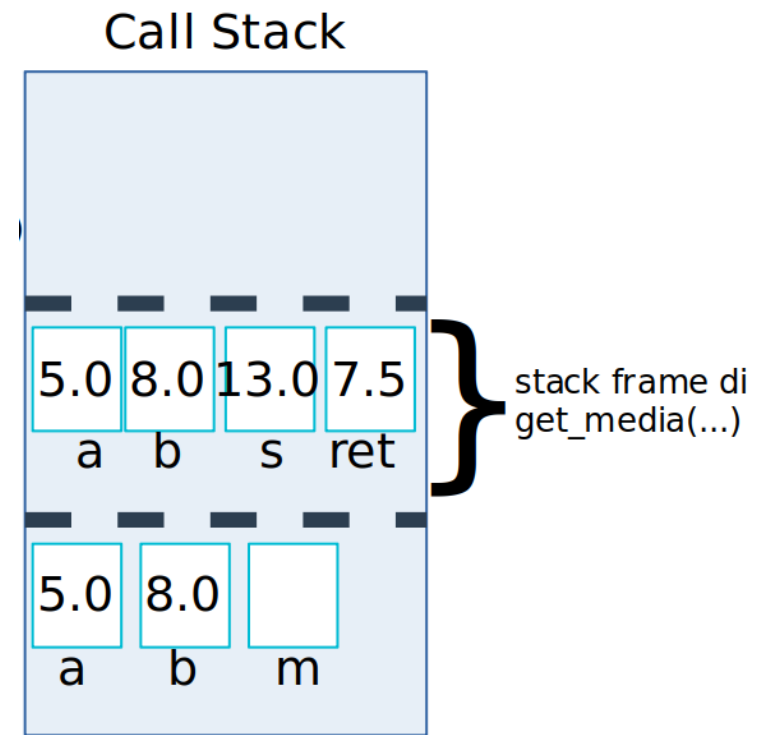 Call Stack
)
5.0 8.0 13.0 7.5
a b s ret
stack frame di
get_media(...)
5.0 8.0
a b m